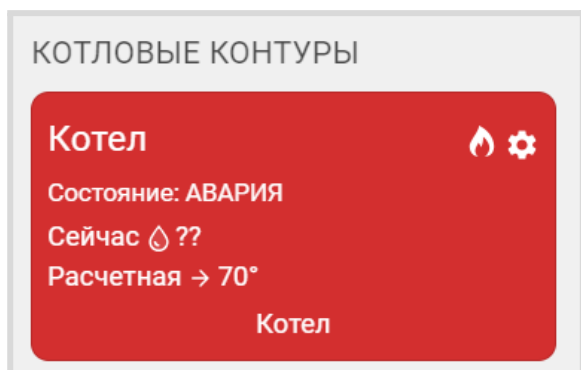 КОТЛОВЫЕ КОНТУРЫ
Котел
Состояние: АВАРИЯ
Сейчас ??
Расчетная → 70°
Котел